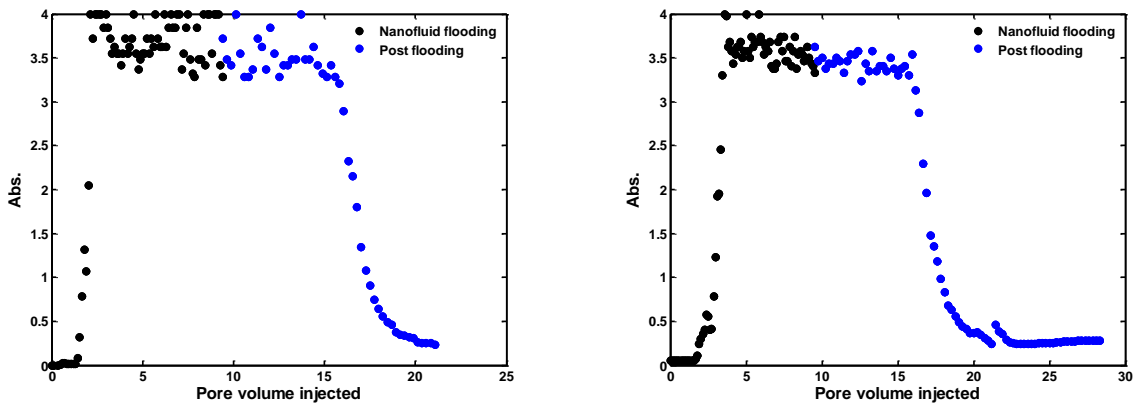 4
3.5
3
2.5
2
1.5
1
0.5
0
Abs.
0 5 10 15 20 25
Pore volume injected
Nanofluid flooding
Post flooding
4
3.5
3
2.5
2
1.5
1
0.5
0
Abs.
0 5 10 15 20 25 30
Pore volume injected
Nanofluid flooding
Post flooding